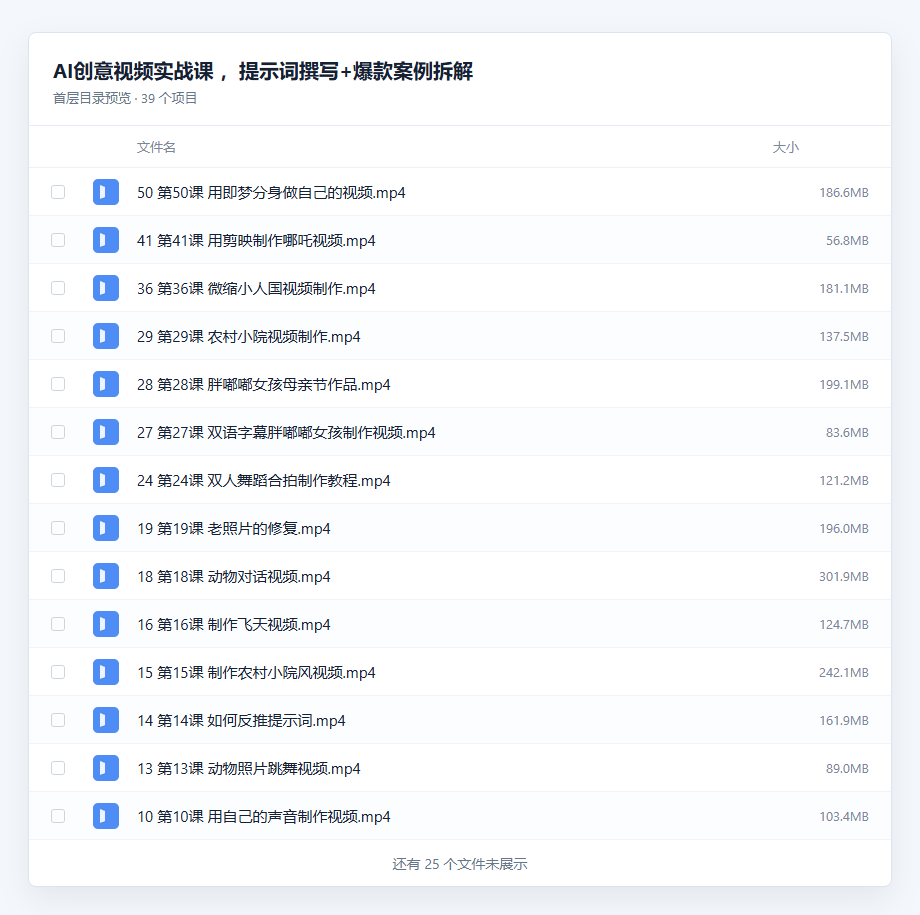 AI创意视频实战课 ，提示词撰写+爆款案例拆解
首层目录预览 · 39 个项目
文件名 大小
50 第50课 用即梦分身做自己的视频.mp4 186.6MB
41 第41课 用剪映制作哪吒视频.mp4 56.8MB
36 第36课 微缩小人国视频制作.mp4 181.1MB
29 第29课 农村小院视频制作.mp4 137.5MB
28 第28课 胖嘟嘟女孩母亲节作品.mp4 199.1MB
27 第27课 双语字幕胖嘟嘟女孩制作视频.mp4 83.6MB
24 第24课 双人舞蹈合拍制作教程.mp4 121.2MB
19 第19课 老照片的修复.mp4 196.0MB
18 第18课 动物对话视频.mp4 301.9MB
16 第16课 制作飞天视频.mp4 124.7MB
15 第15课 制作农村小院风视频.mp4 242.1MB
14 第14课 如何反推提示词.mp4 161.9MB
13 第13课 动物照片跳舞视频.mp4 89.0MB
10 第10课 用自己的声音制作视频.mp4 103.4MB
还有 25 个文件未展示